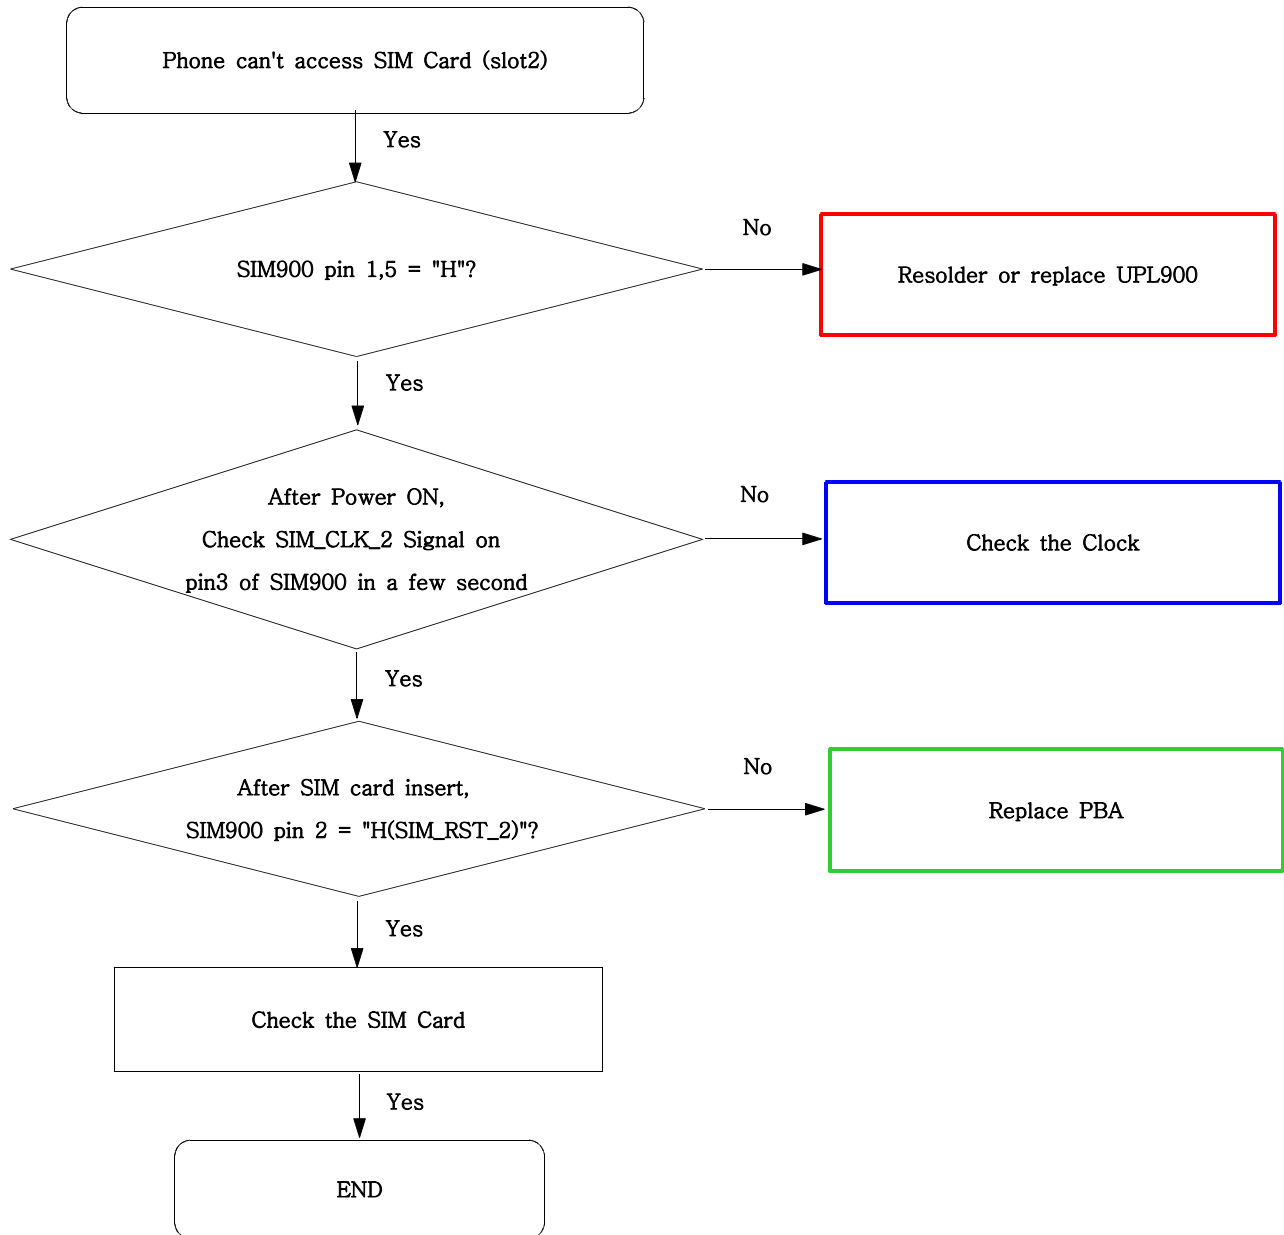 Phone can't access SIM Card (slot2)
Yes
SIM900 pin 1,5 = "H"?
No
Resolder or replace UPL900
Yes
After Power ON,
Check SIM_CLK_2 Signal on
pin3 of SIM900 in a few second
No
Check the Clock
Yes
After SIM card insert,
SIM900 pin 2 = "H(SIM_RST_2)"?
No
Replace PBA
Yes
Check the SIM Card
Yes
END